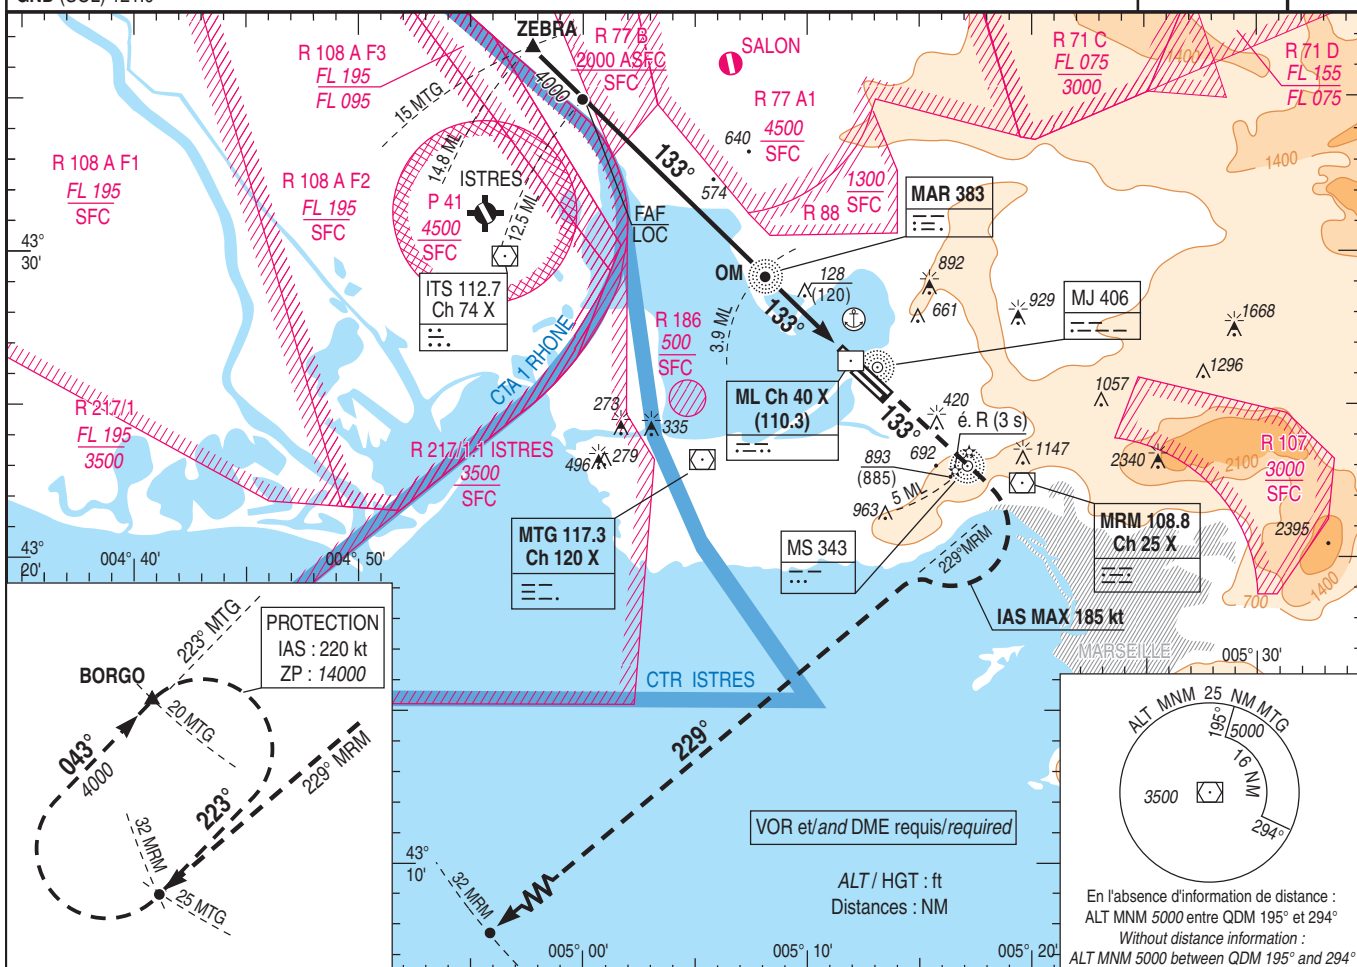 ZEBRA
R 108 A F3
FL 195
FL 095
R 77 B
2000 ASFC
SFC
SALON
R 71 C
FL 075
3000
1400
R 71 D
FL 155
FL 075
4000
15 MTG
R 77 A1
4500
SFC
640
133°
574
1400
14.8 ML
R 108 A F1
FL 195
SFC
R 108 A F2
FL 195
SFC
ISTRES
P 41
4500
SFC
12.5 ML
FAF
LOC
1300
SFC
R 88
MAR 383
43°
30'
ITS 112.7
Ch 74 X
OM
128
(120)
892
661
929
MJ 406
1668
133°
3.9 ML
R 186
500
SFC
CTA 1 RHONE
1296
1057
ML Ch 40 X
(110.3)
133°
420
é. R (3 s)
R 217/1
FL 195
3500
273
335
R 217/1.1 ISTRES
3500
SFC
496
279
692
893
(885)
1147
963
5 ML
2340
2100
R 107
3000
SFC
2395
MTG 117.3
Ch 120 X
MS 343
MRM 108.8
Ch 25 X
229° MRM
43°
20'
004° 40'
004° 50'
1400
700
IAS MAX 185 kt
MARSEILLE
005° 30'
PROTECTION
IAS : 220 kt
ZP : 14000
223° MTG
BORGO
20 MTG
043°
4000
223°
229° MRM
32 MRM
25 MTG
CTR ISTRES
229°
VOR et/and DME requis/required
ALT / HGT : ft
Distances : NM
43°
10'
32 MRM
005° 00'
005° 10'
005° 20'
ALT MNM 25 NM MTG
195°
5000
16 NM
3500
294°
En l'absence d'information de distance :
ALT MNM 5000 entre QDM 195° et 294°
Without distance information :
ALT MNM 5000 between QDM 195° and 294°